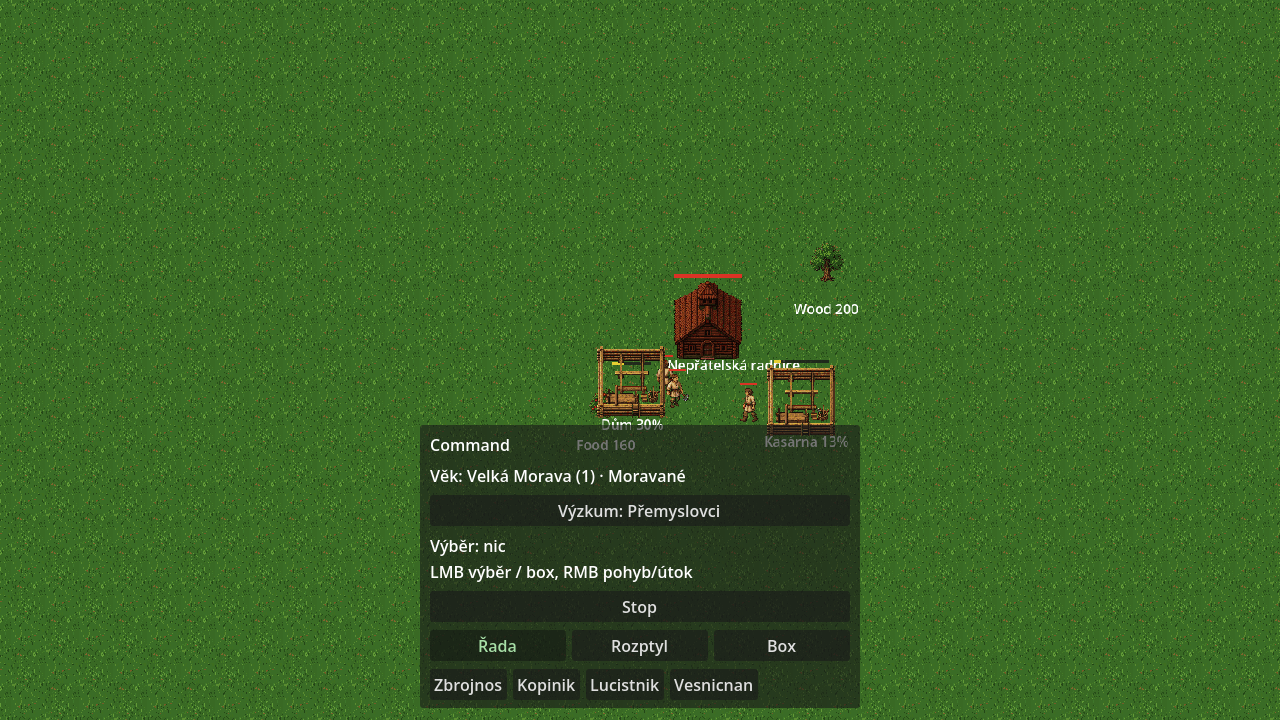 Wood 200
Nepřátelská radnice
Dům 30%
Food 160
Kasárna 13%
Command
Věk: Velká Morava (1) · Moravané
Výzkum: Přemyslovci
Výběr: nic
LMB výběr / box, RMB pohyb/útok
Stop
Řada
Rozptyl
Box
Zbrojnos
Kopinik
Lucistnik
Vesnicnan